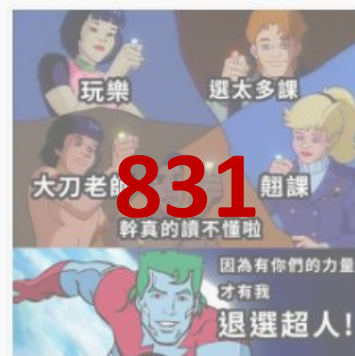 玩樂
選太多課
大刀老師
831
翹課
幹真的讀不懂啦
因為有你們的力量
才有我
退選超人!